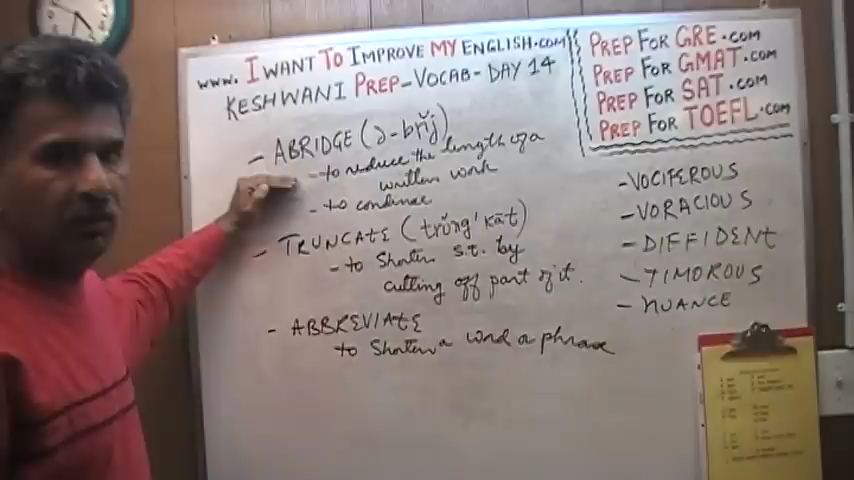 www. I WANT TO IMPROVE MY ENGLISH.COM
KESHWANI PREP-VOCAB- DAY 14
PREP FOR GRE.com
PREP FOR GMAT.com
PREP FOR SAT.com
PREP FOR TOEFL.com
- ABRIDGE (ə-brĭj)
- to reduce the length of a
written work
- to condense
- TRUNCATE (trŭng'kāt)
- to Shorten s.t. by
cutting off part of it.
- ABBREVIATE
to Shorten a word a phrase
- VOCIFEROUS
- VORACIOUS
- DIFFIDENT
- TIMOROUS
- NUANCE